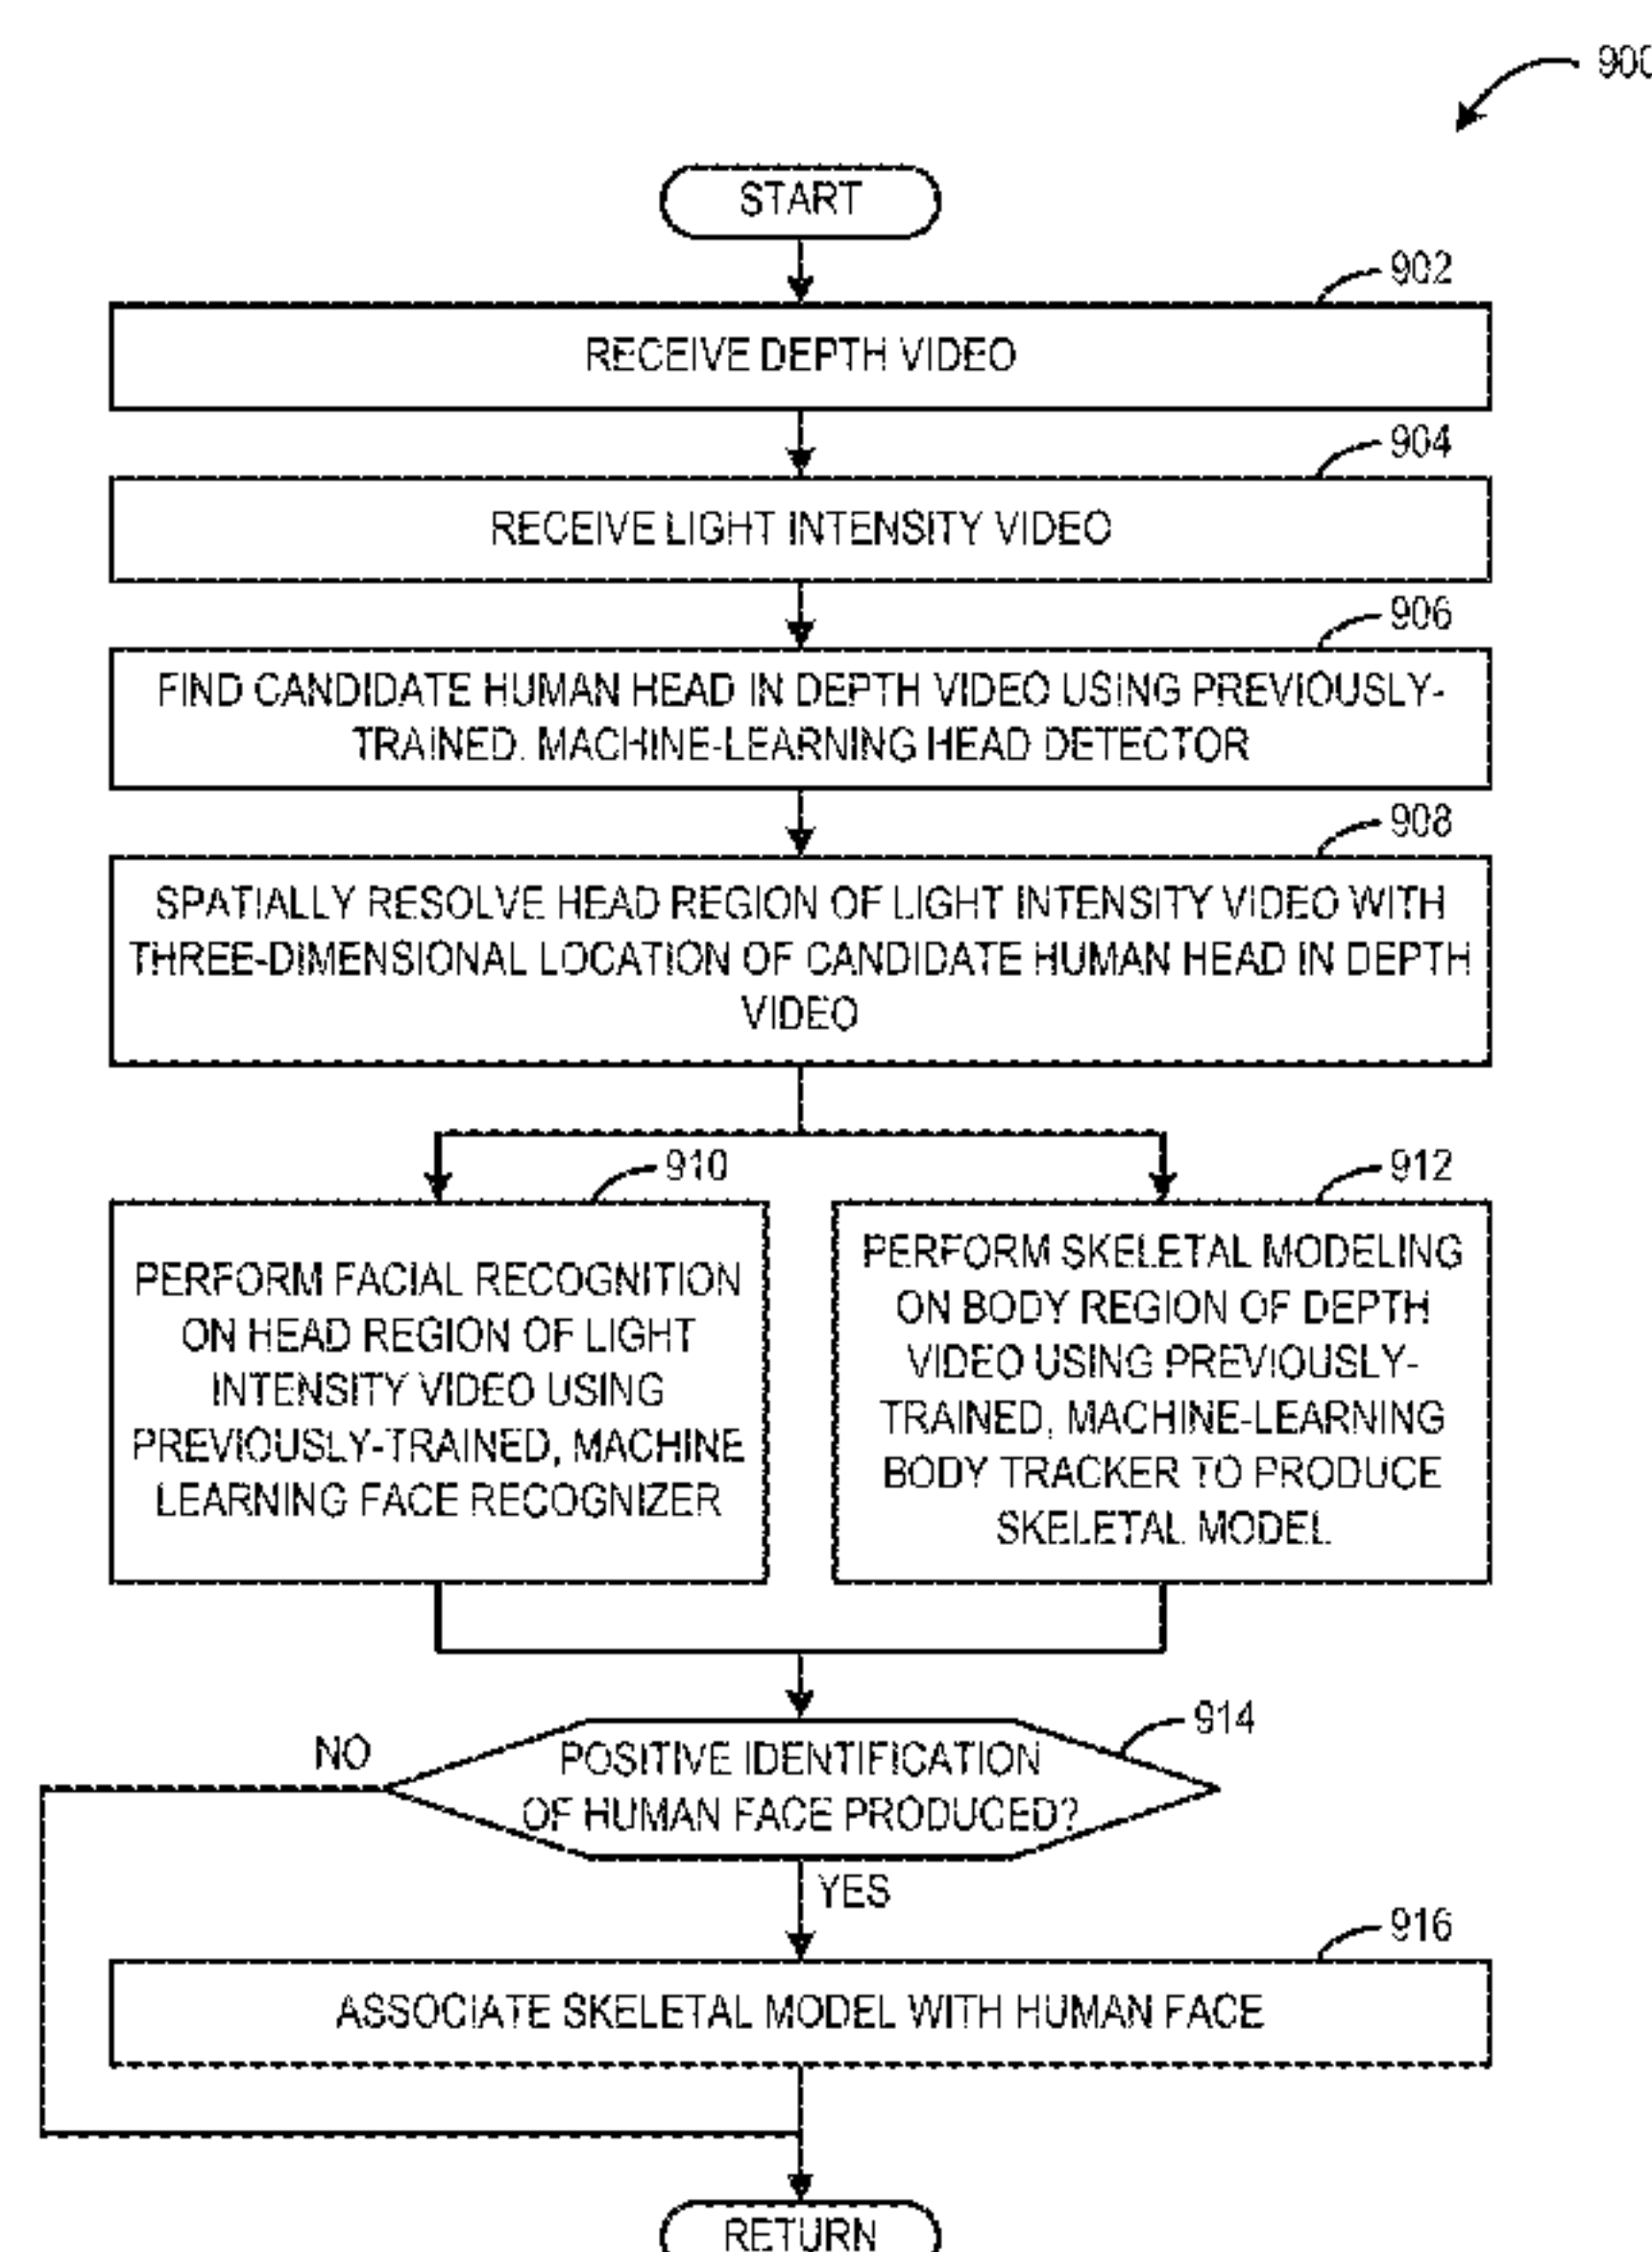 900
START
902
RECEIVE DEPTH VIDEO
904
RECEIVE LIGHT INTENSITY VIDEO
906
FIND CANDIDATE HUMAN HEAD IN DEPTH VIDEO USING PREVIOUSLY-
TRAINED, MACHINE-LEARNING HEAD DETECTOR
908
SPATIALLY RESOLVE HEAD REGION OF LIGHT INTENSITY VIDEO WITH
THREE-DIMENSIONAL LOCATION OF CANDIDATE HUMAN HEAD IN DEPTH
VIDEO
910
PERFORM FACIAL RECOGNITION
ON HEAD REGION OF LIGHT
INTENSITY VIDEO USING
PREVIOUSLY-TRAINED, MACHINE
LEARNING FACE RECOGNIZER
912
PERFORM SKELETAL MODELING
ON BODY REGION OF DEPTH
VIDEO USING PREVIOUSLY-
TRAINED, MACHINE-LEARNING
BODY TRACKER TO PRODUCE
SKELETAL MODEL
914
NO
POSITIVE IDENTIFICATION
OF HUMAN FACE PRODUCED?
YES
916
ASSOCIATE SKELETAL MODEL WITH HUMAN FACE
RETURN